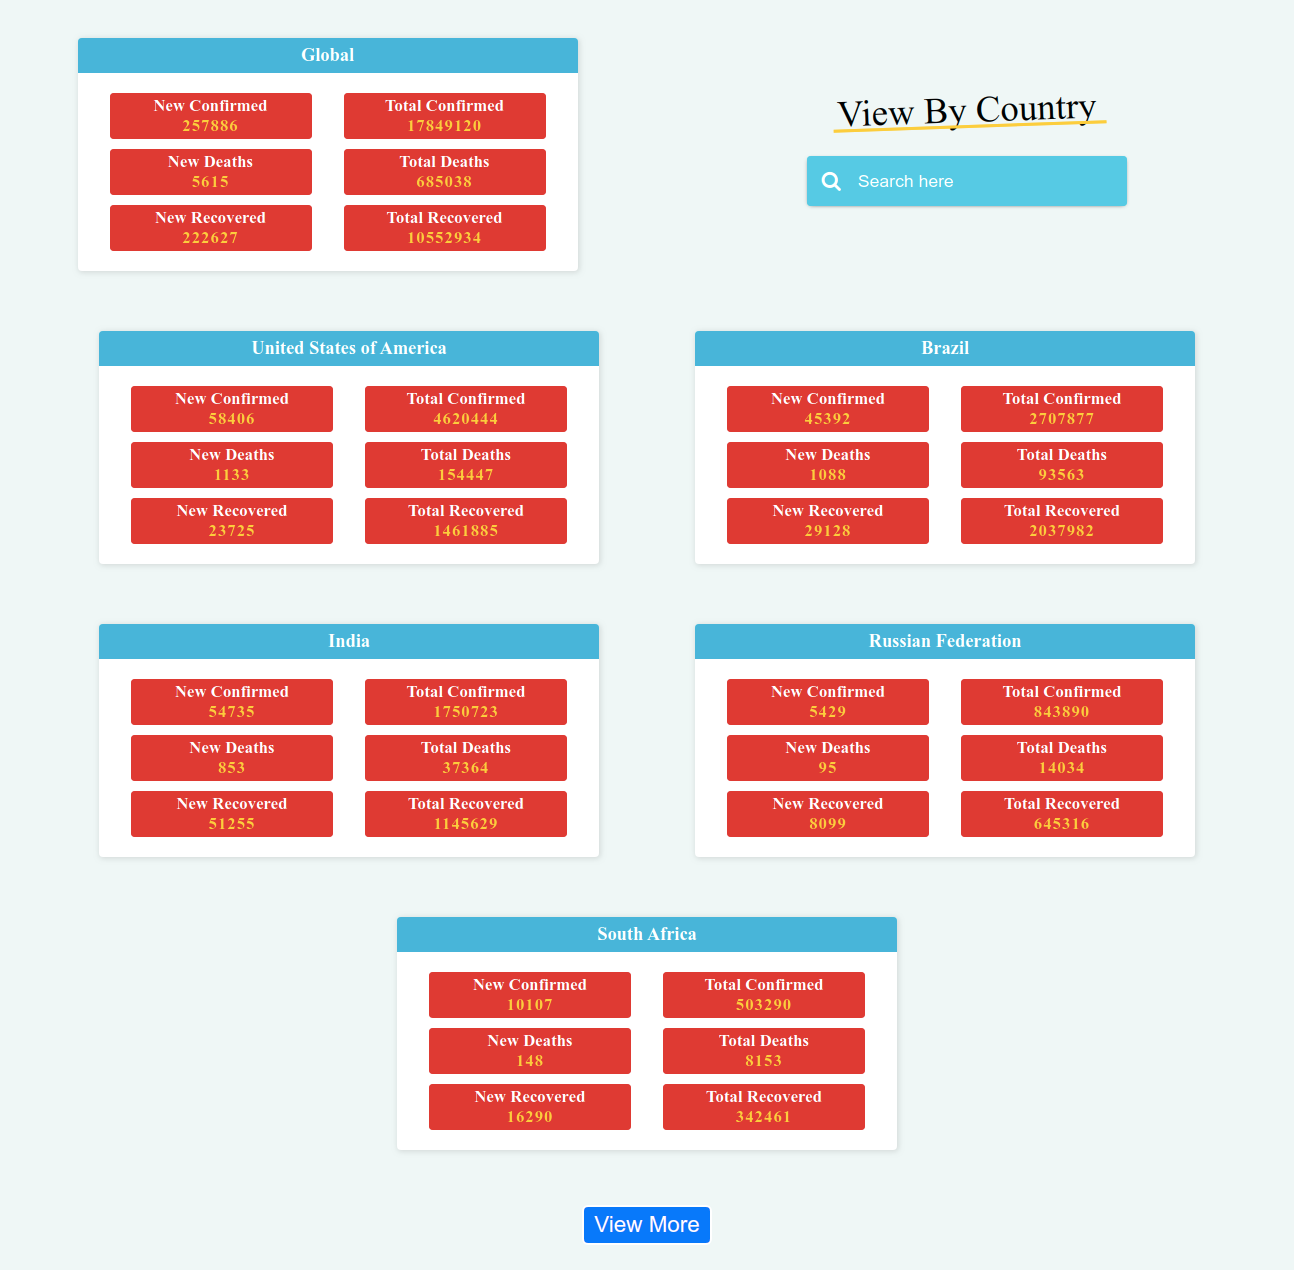 Global
New Confirmed
257886
Total Confirmed
17849120
New Deaths
5615
Total Deaths
685038
New Recovered
222627
Total Recovered
10552934
View By Country
Search here
United States of America
New Confirmed
58406
Total Confirmed
4620444
New Deaths
1133
Total Deaths
154447
New Recovered
23725
Total Recovered
1461885
Brazil
New Confirmed
45392
Total Confirmed
2707877
New Deaths
1088
Total Deaths
93563
New Recovered
29128
Total Recovered
2037982
India
New Confirmed
54735
Total Confirmed
1750723
New Deaths
853
Total Deaths
37364
New Recovered
51255
Total Recovered
1145629
Russian Federation
New Confirmed
5429
Total Confirmed
843890
New Deaths
95
Total Deaths
14034
New Recovered
8099
Total Recovered
645316
South Africa
New Confirmed
10107
Total Confirmed
503290
New Deaths
148
Total Deaths
8153
New Recovered
16290
Total Recovered
342461
View More